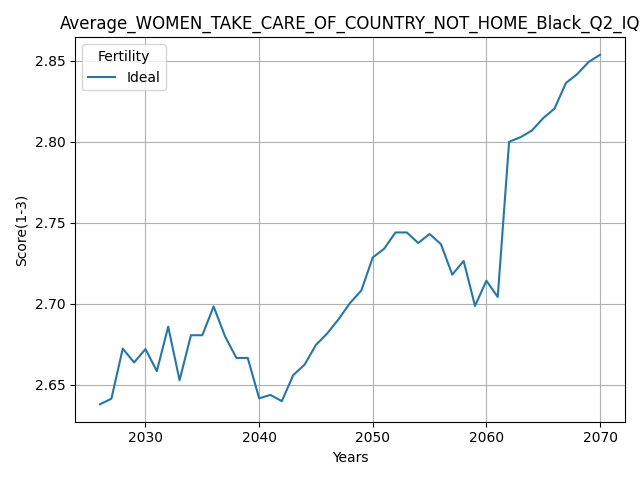 Average_WOMEN_TAKE_CARE_OF_COUNTRY_NOT_HOME_Black_Q2_IQ
Fertility
Ideal
2.85
2.80
2.75
2.70
2.65
Score(1-3)
2030
2040
2050
2060
2070
Years